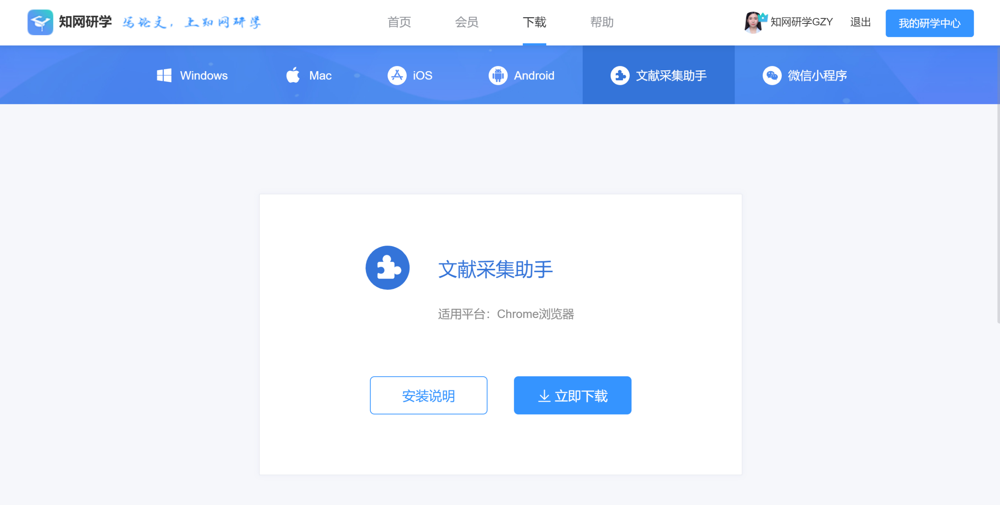 知网研学 写论文，上知网研学 首页 会员 下载 帮助 知网研学GZY 退出 我的研学中心
Windows Mac iOS Android 文献采集助手 微信小程序
文献采集助手
适用平台：Chrome浏览器
安装说明 立即下载